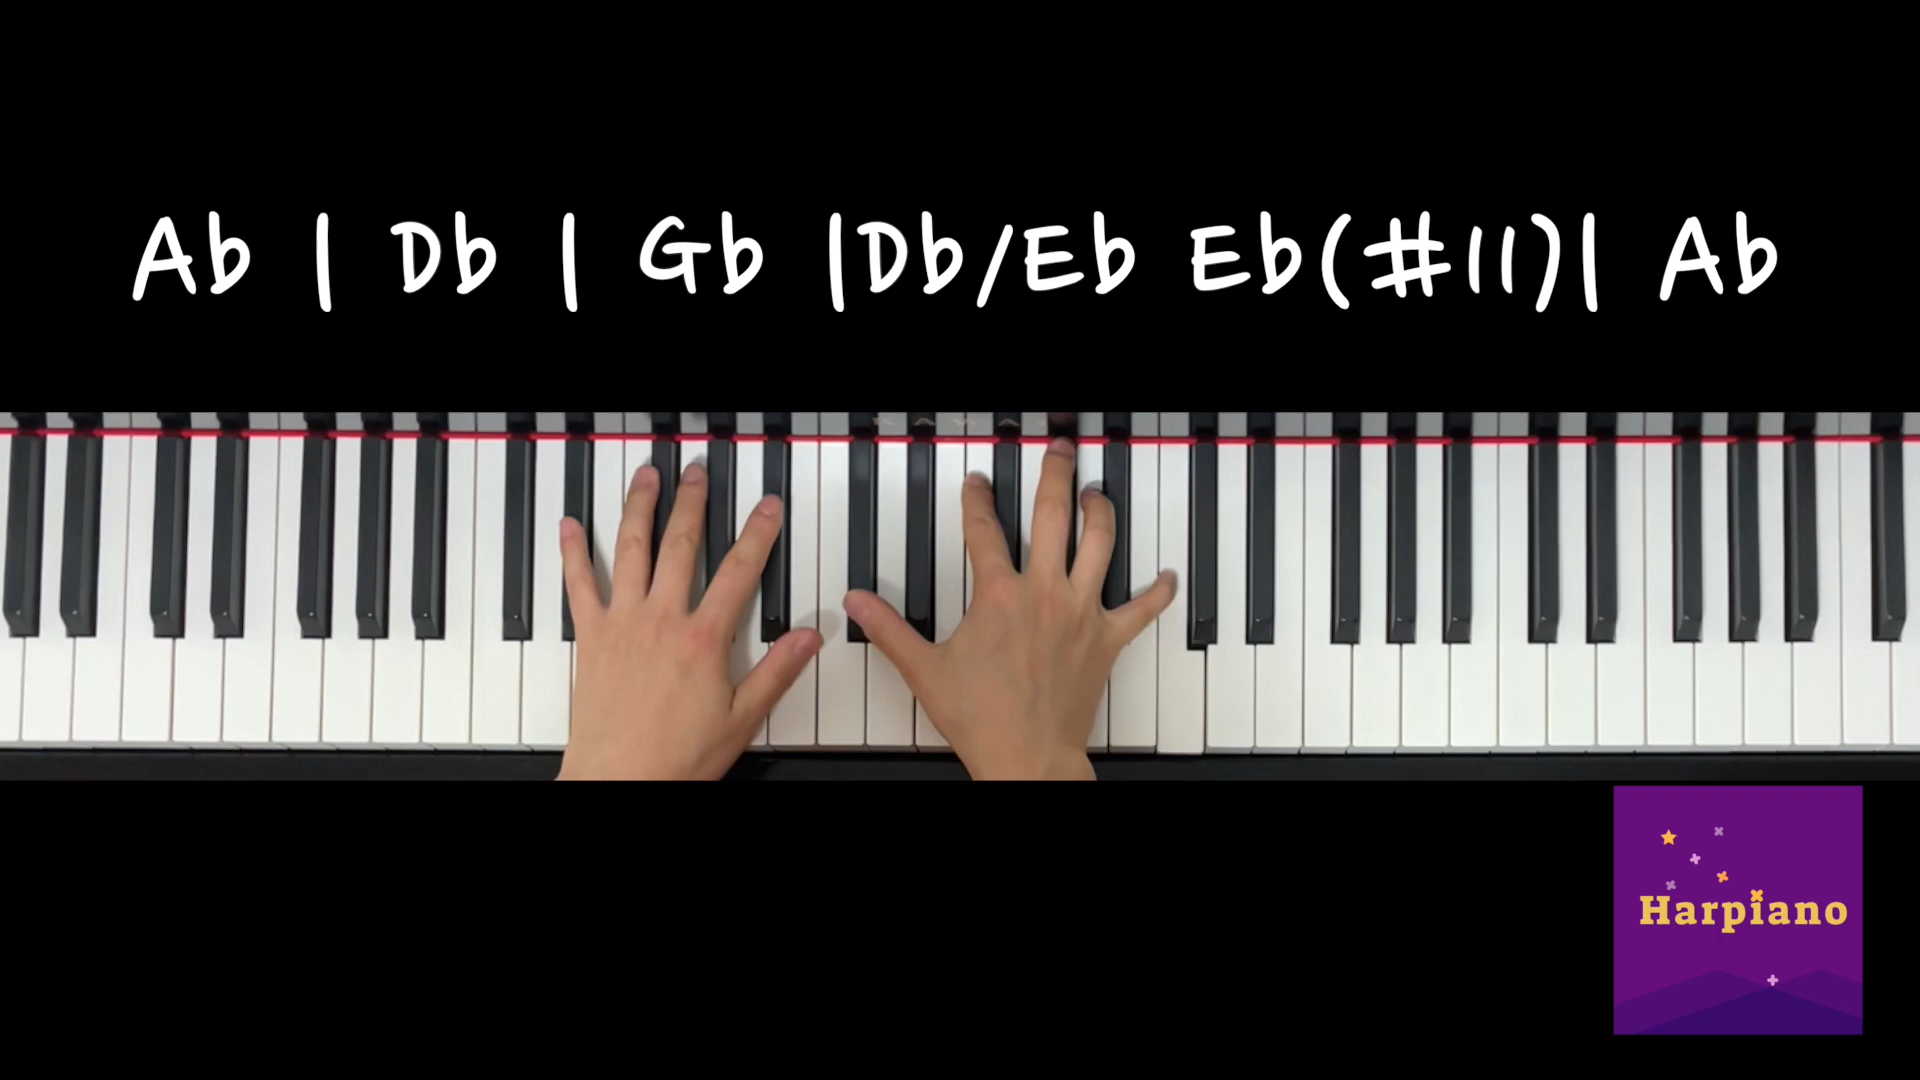 Ab | Db | Gb |Db/Eb Eb(#11)| Ab
Harpiano